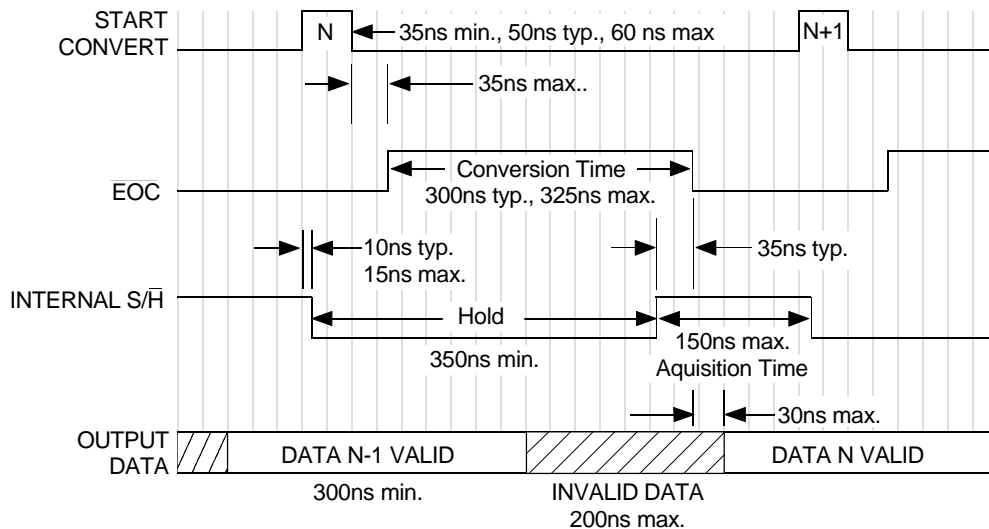 START
CONVERT
N
35ns min., 50ns typ., 60 ns max
N+1
35ns max..
EOC
Conversion Time
300ns typ., 325ns max.
10ns typ.
15ns max.
35ns typ.
INTERNAL S/H̅
Hold
350ns min.
150ns max.
Aquisition Time
30ns max.
OUTPUT
DATA
DATA N-1 VALID
DATA N VALID
300ns min.
INVALID DATA
200ns max.